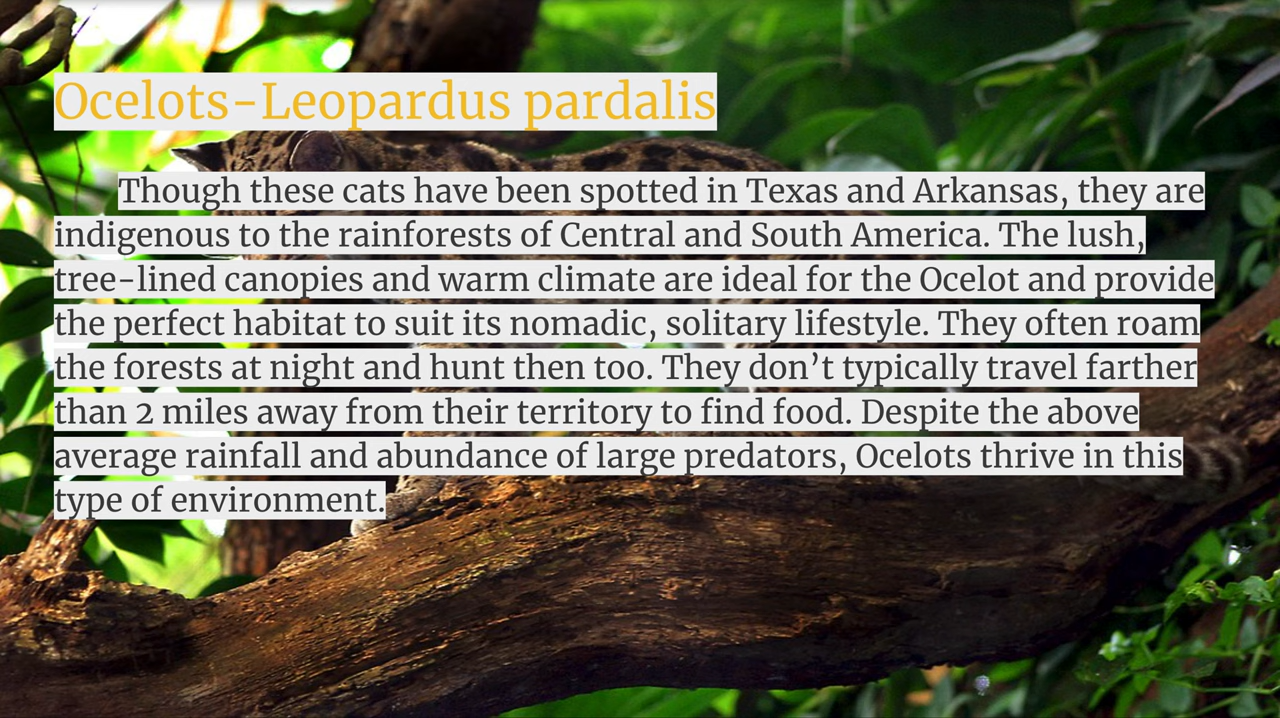 Ocelots-Leopardus pardalis
Though these cats have been spotted in Texas and Arkansas, they are
indigenous to the rainforests of Central and South America. The lush,
tree-lined canopies and warm climate are ideal for the Ocelot and provide
the perfect habitat to suit its nomadic, solitary lifestyle. They often roam
the forests at night and hunt then too. They don’t typically travel farther
than 2 miles away from their territory to find food. Despite the above
average rainfall and abundance of large predators, Ocelots thrive in this
type of environment.